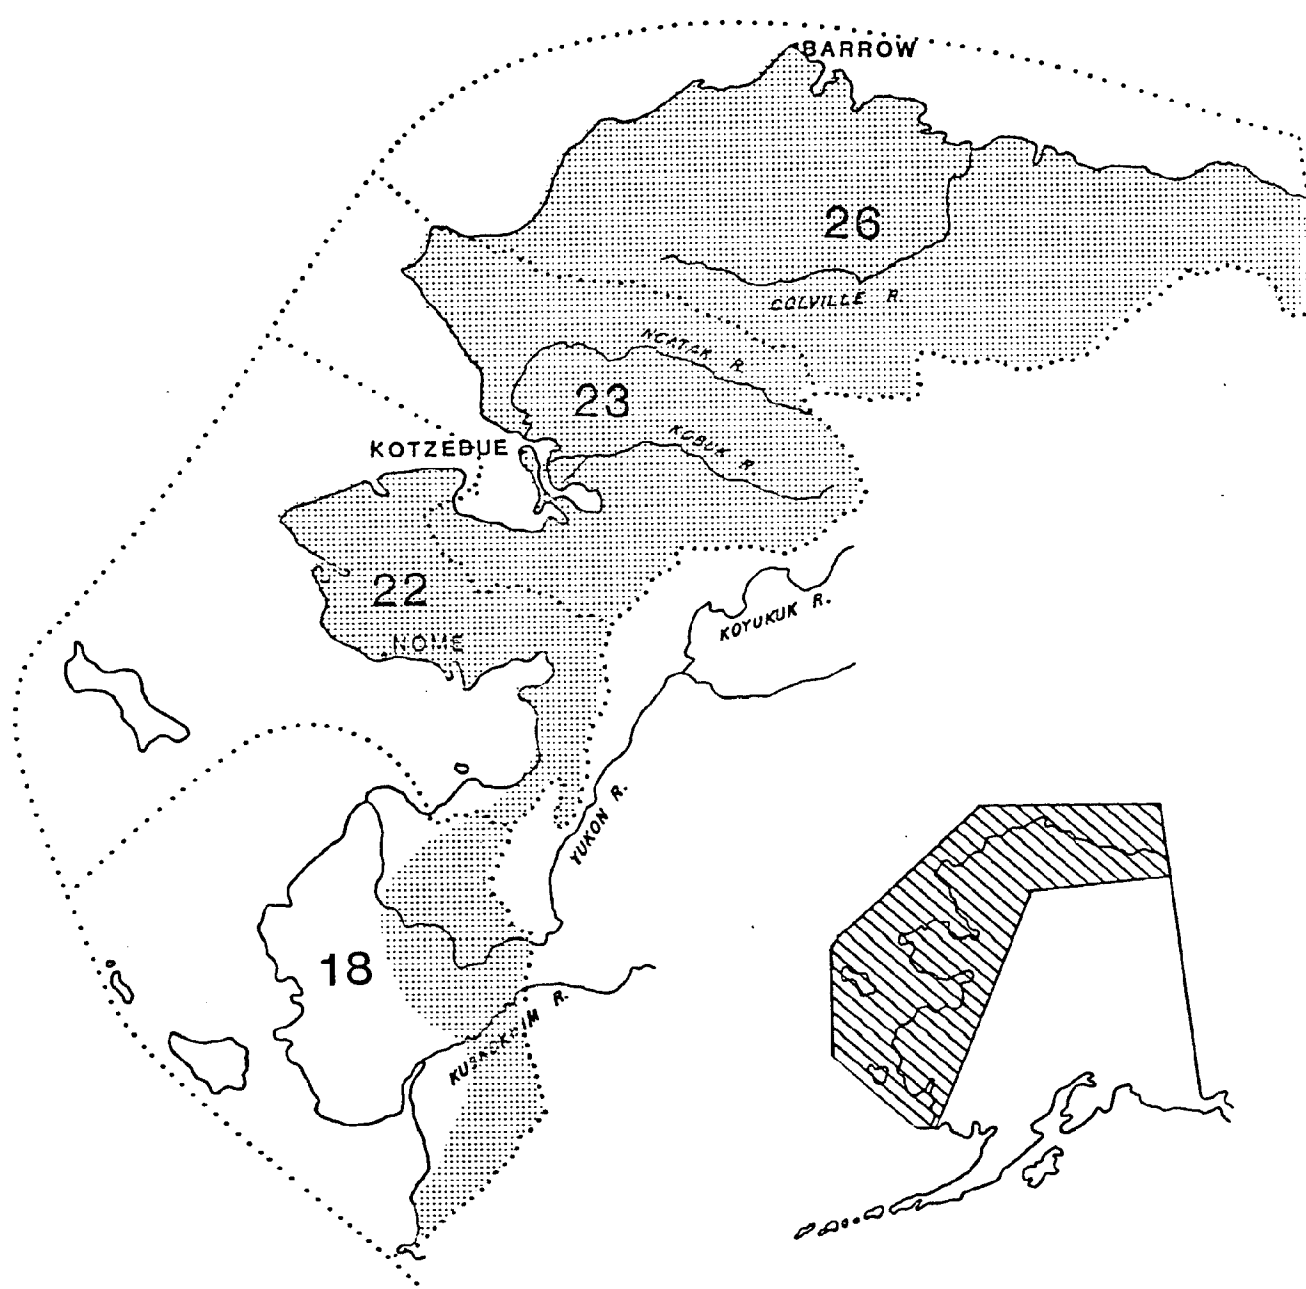 BARROW
26
COLVILLE R.
NOATAK R.
23
KOBUK R.
KOTZEBUE
22
NOME
KOYUKUK R.
YUKON R.
18
KUSKOKWIM R.